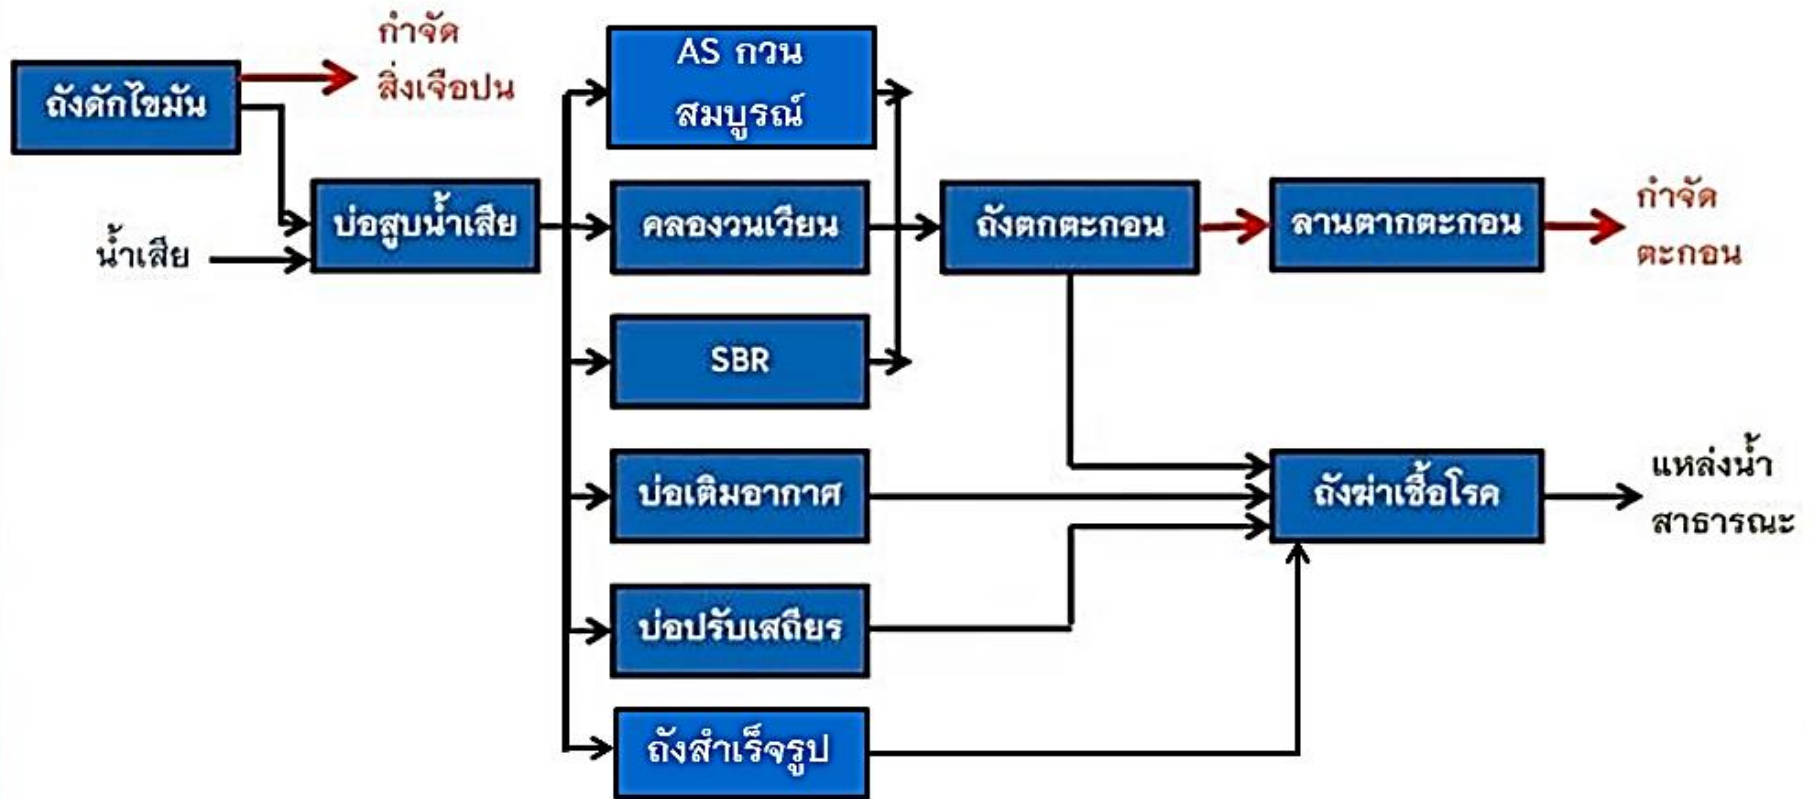 กำจัด
สิ่งเจือปน
ถังดักไขมัน
น้ำเสีย
บ่อสูบน้ำเสีย
AS กวน
สมบูรณ์
คลองวนเวียน
SBR
บ่อเติมอากาศ
บ่อปรับเสถียร
ถังสำเร็จรูป
ถังตกตะกอน
ลานตากตะกอน
กำจัด
ตะกอน
ถังฆ่าเชื้อโรค
แหล่งน้ำ
สาธารณะ